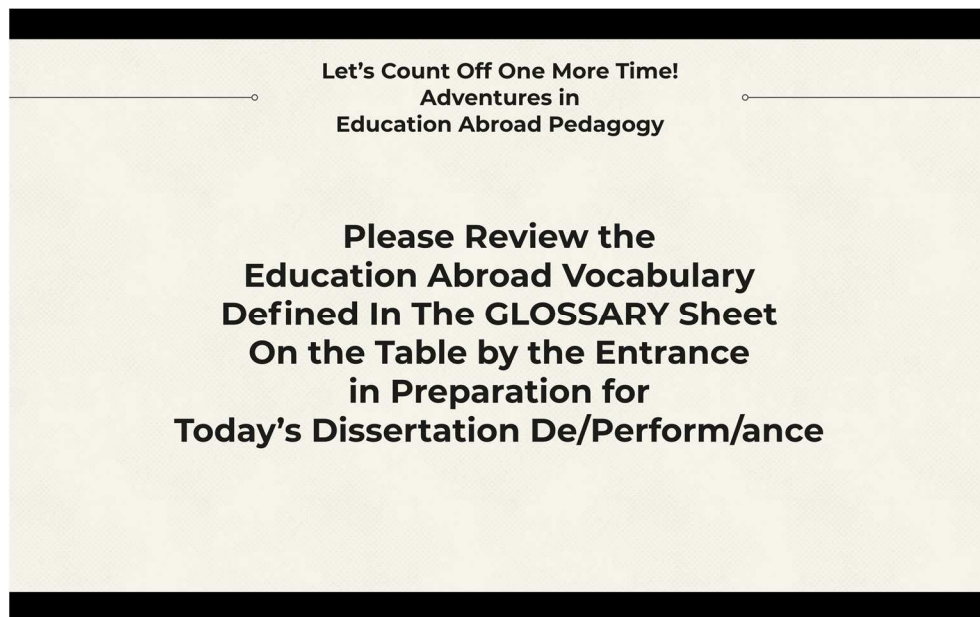 Let's Count Off One More Time!
Adventures in
Education Abroad Pedagogy
Please Review the
Education Abroad Vocabulary
Defined In The GLOSSARY Sheet
On the Table by the Entrance
in Preparation for
Today's Dissertation De/Perform/ance